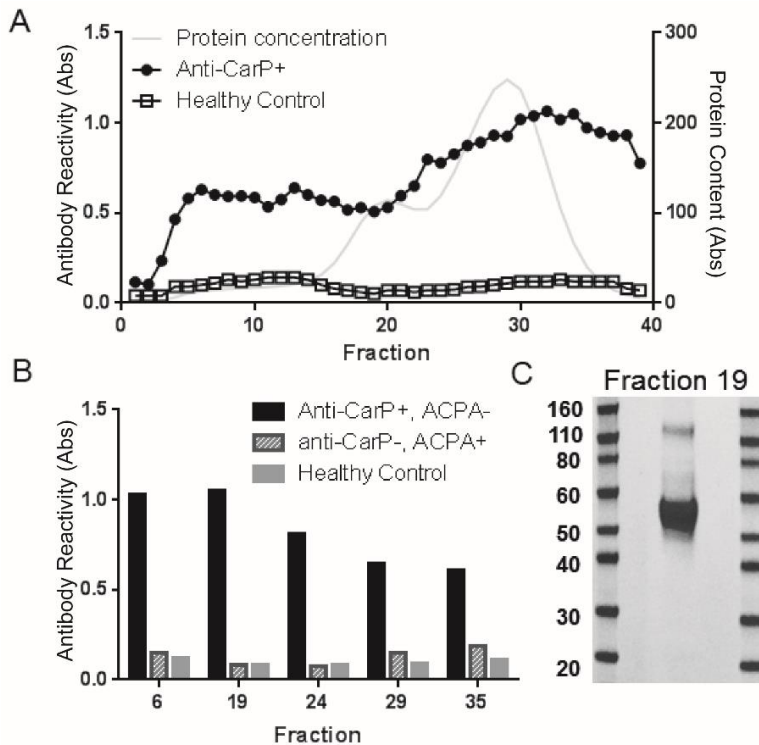 A
Antibody Reactivity (Abs)
1.5
1.0
0.5
0.0
Protein concentration
Anti-CarP+
Healthy Control
300
200
100
0
Protein Content (Abs)
0 10 20 30 40
Fraction
B
Antibody Reactivity (Abs)
1.5
1.0
0.5
0.0
Anti-CarP+, ACPA-
anti-CarP-, ACPA+
Healthy Control
6 19 24 29 35
Fraction
C
Fraction 19
160
110
80
60
50
40
30
20